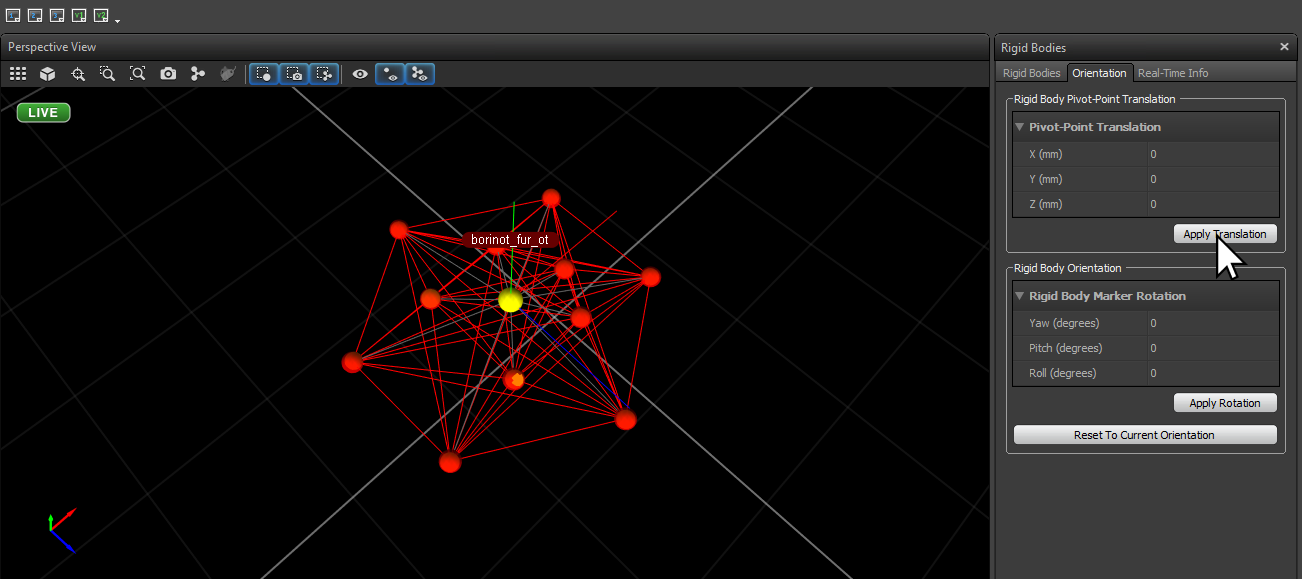 Y1
Y2
Perspective View
LIVE
borinot_fur_ot
Rigid Bodies
Rigid Bodies Orientation Real-Time Info
Rigid Body Pivot-Point Translation
Pivot-Point Translation
X (mm) 0
Y (mm) 0
Z (mm) 0
Apply Translation
Rigid Body Orientation
Rigid Body Marker Rotation
Yaw (degrees) 0
Pitch (degrees) 0
Roll (degrees) 0
Apply Rotation
Reset To Current Orientation